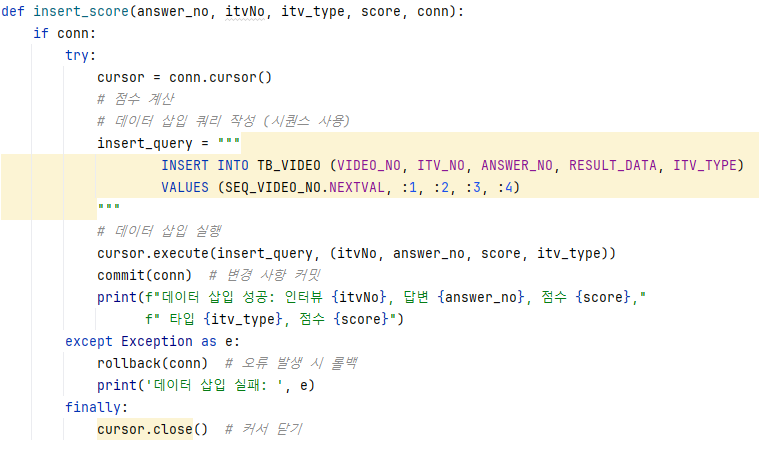 def insert_score(answer_no, itvNo, itv_type, score, conn):
    if conn:
        try:
            cursor = conn.cursor()
            # 점수 계산
            # 데이터 삽입 쿼리 작성 (시퀀스 사용)
            insert_query = """
                    INSERT INTO TB_VIDEO (VIDEO_NO, ITV_NO, ANSWER_NO, RESULT_DATA, ITV_TYPE)
                    VALUES (SEQ_VIDEO_NO.NEXTVAL, :1, :2, :3, :4)
            """
            # 데이터 삽입 실행
            cursor.execute(insert_query, (itvNo, answer_no, score, itv_type))
            commit(conn)  # 변경 사항 커밋
            print(f"데이터 삽입 성공: 인터뷰 {itvNo}, 답변 {answer_no}, 점수 {score},"
                  f" 타입 {itv_type}, 점수 {score}")
        except Exception as e:
            rollback(conn)  # 오류 발생 시 롤백
            print('데이터 삽입 실패: ', e)
        finally:
            cursor.close()  # 커서 닫기